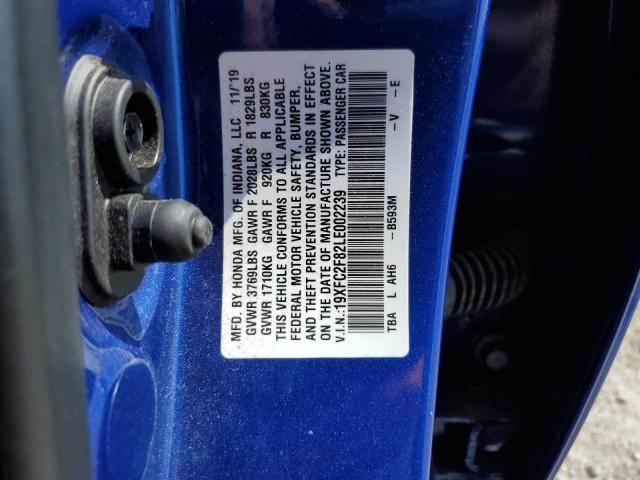 MFD. BY HONDA MFG. OF INDIANA, LLC 11/'19
GVWR 3769LBS GAWR F 2028LBS R 1829LBS
GVWR 1710KG GAWR F 920KG R 830KG
THIS VEHICLE CONFORMS TO ALL APPLICABLE
FEDERAL MOTOR VEHICLE SAFETY, BUMPER,
AND THEFT PREVENTION STANDARDS IN EFFECT
ON THE DATE OF MANUFACTURE SHOWN ABOVE.
V.I.N.:19XFC2F82LE002239 TYPE: PASSENGER CAR
TBA L AH6 -B593M -V -E